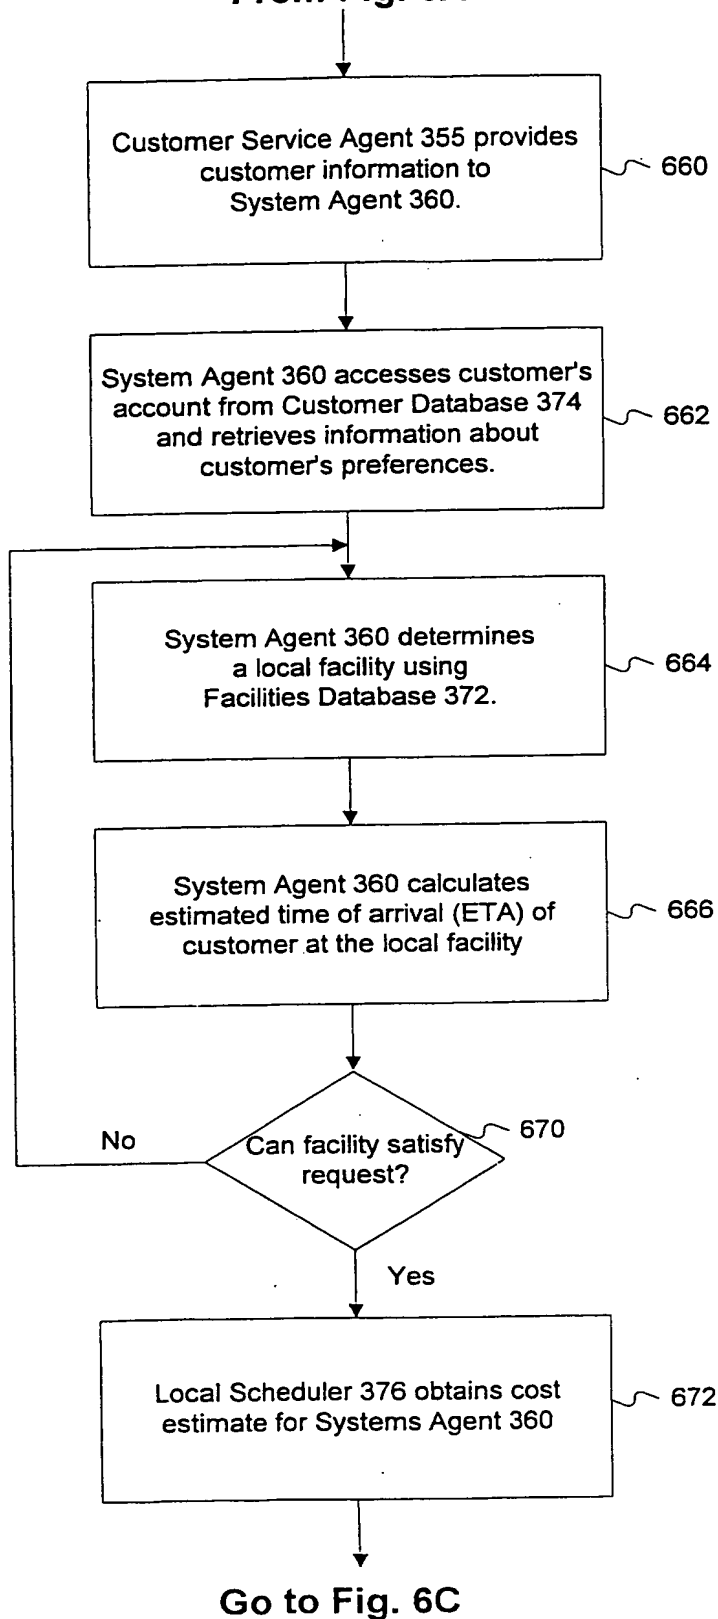 Customer Service Agent 355 provides
customer information to
System Agent 360.
660
System Agent 360 accesses customer's
account from Customer Database 374
and retrieves information about
customer's preferences.
662
System Agent 360 determines
a local facility using
Facilities Database 372.
664
System Agent 360 calculates
estimated time of arrival (ETA) of
customer at the local facility
666
670
No
Can facility satisfy
request?
Yes
Local Scheduler 376 obtains cost
estimate for Systems Agent 360
672
Go to Fig. 6C